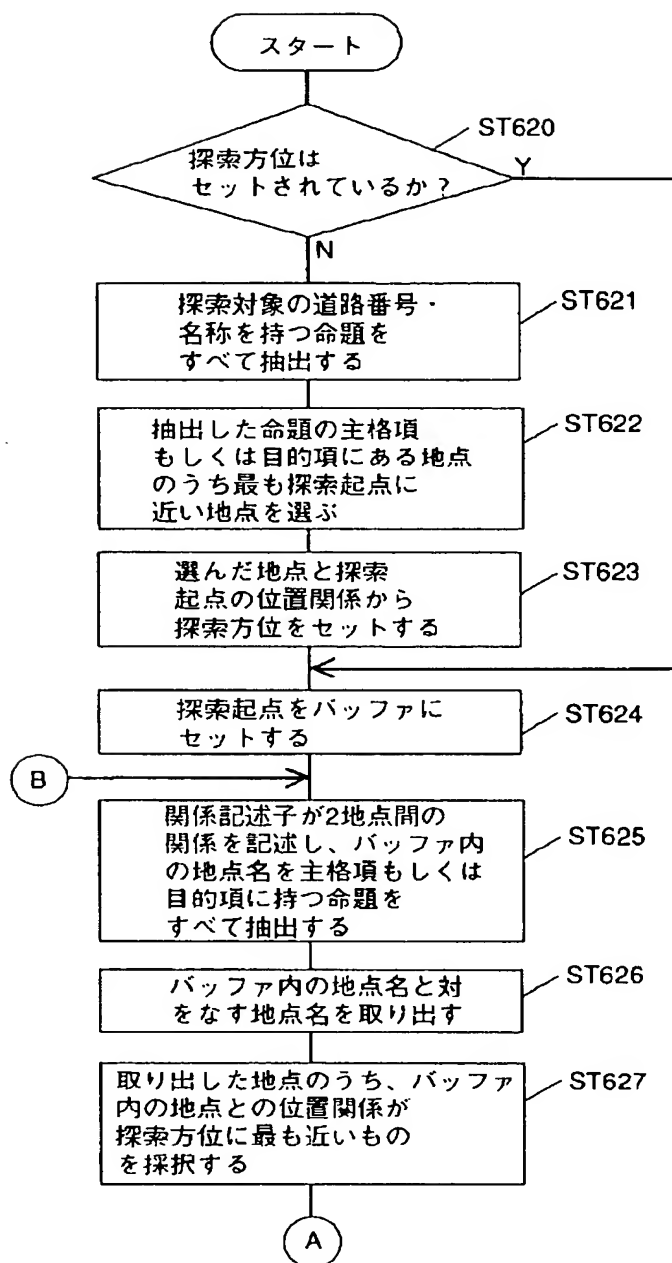 スタート
ST620
探索方位は
セットされているか？
Y
N
探索対象の道路番号・
名称を持つ命題を
すべて抽出する
ST621
抽出した命題の主格項
もしくは目的項にある地点
のうち最も探索起点に
近い地点を選ぶ
ST622
選んだ地点と探索
起点の位置関係から
探索方位をセットする
ST623
探索起点をバッファに
セットする
ST624
B
関係記述子が2地点間の
関係を記述し、バッファ内
の地点名を主格項もしくは
目的項に持つ命題を
すべて抽出する
ST625
バッファ内の地点名と対
をなす地点名を取り出す
ST626
取り出した地点のうち、バッファ
内の地点との位置関係が
探索方位に最も近いもの
を採択する
ST627
A